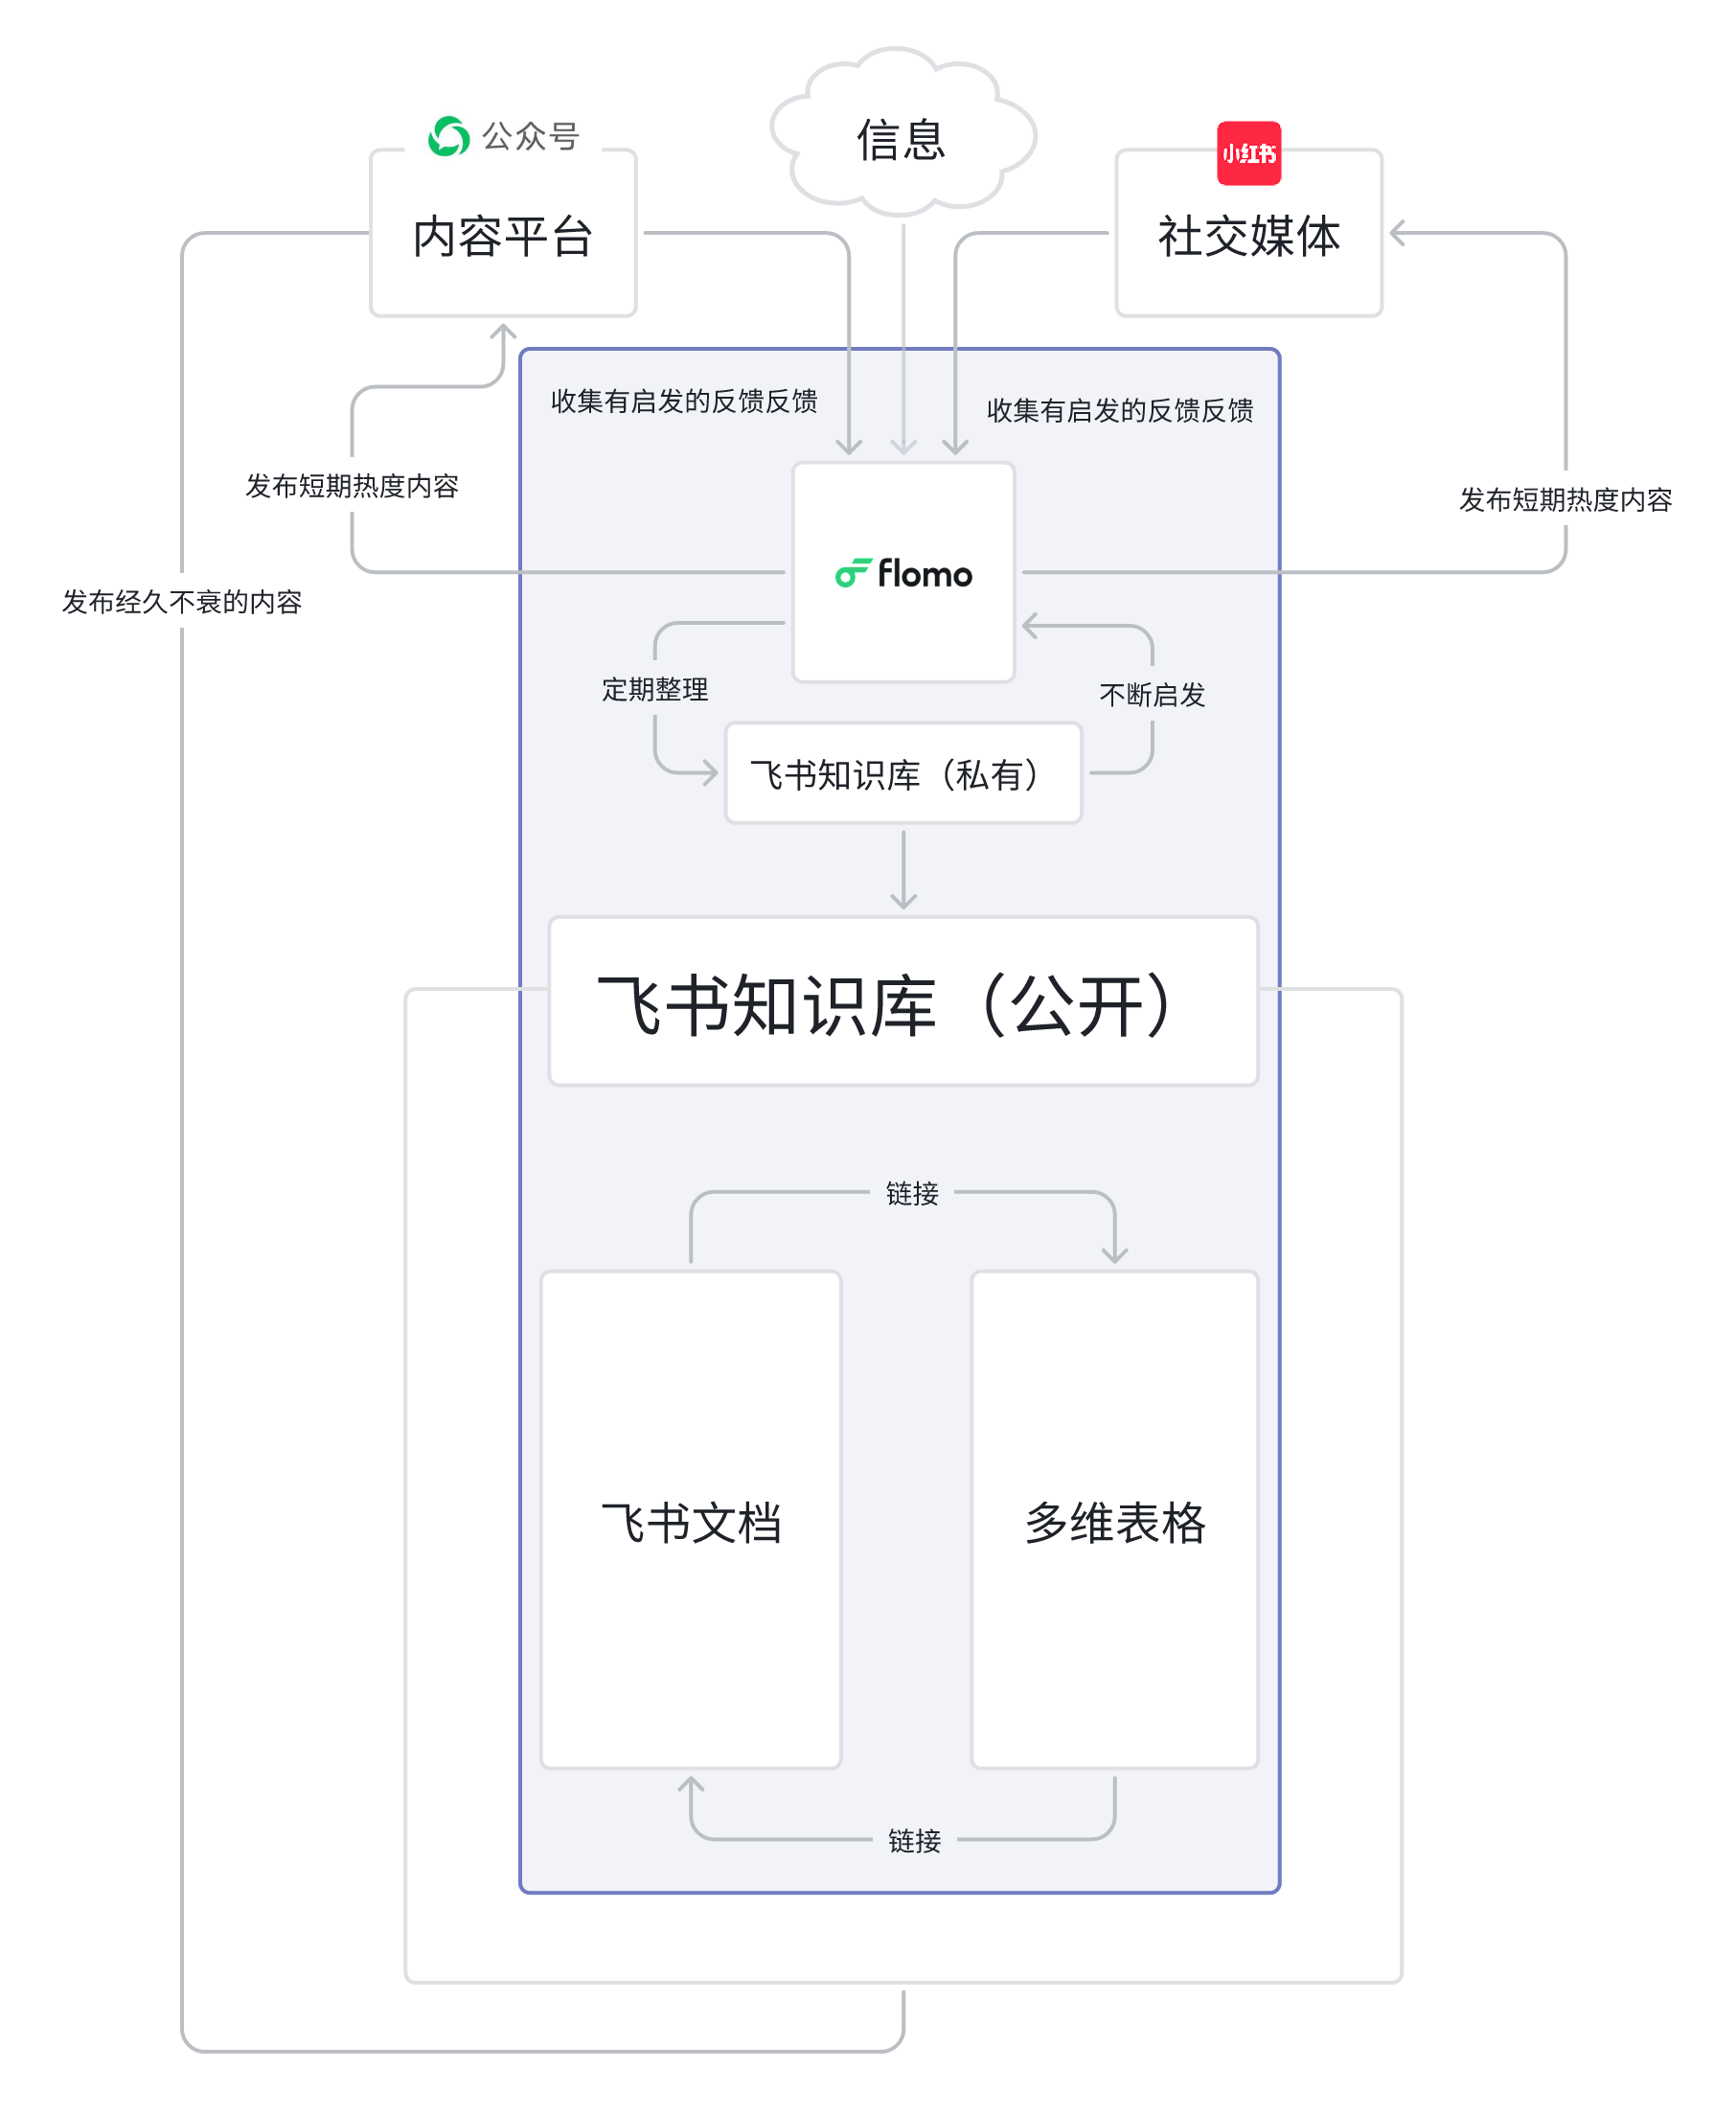 信息
公众号
内容平台
小红书
社交媒体
收集有启发的反馈反馈
收集有启发的反馈反馈
发布短期热度内容
发布短期热度内容
flomo
发布经久不衰的内容
定期整理
不断启发
飞书知识库（私有）
飞书知识库（公开）
链接
飞书文档
多维表格
链接